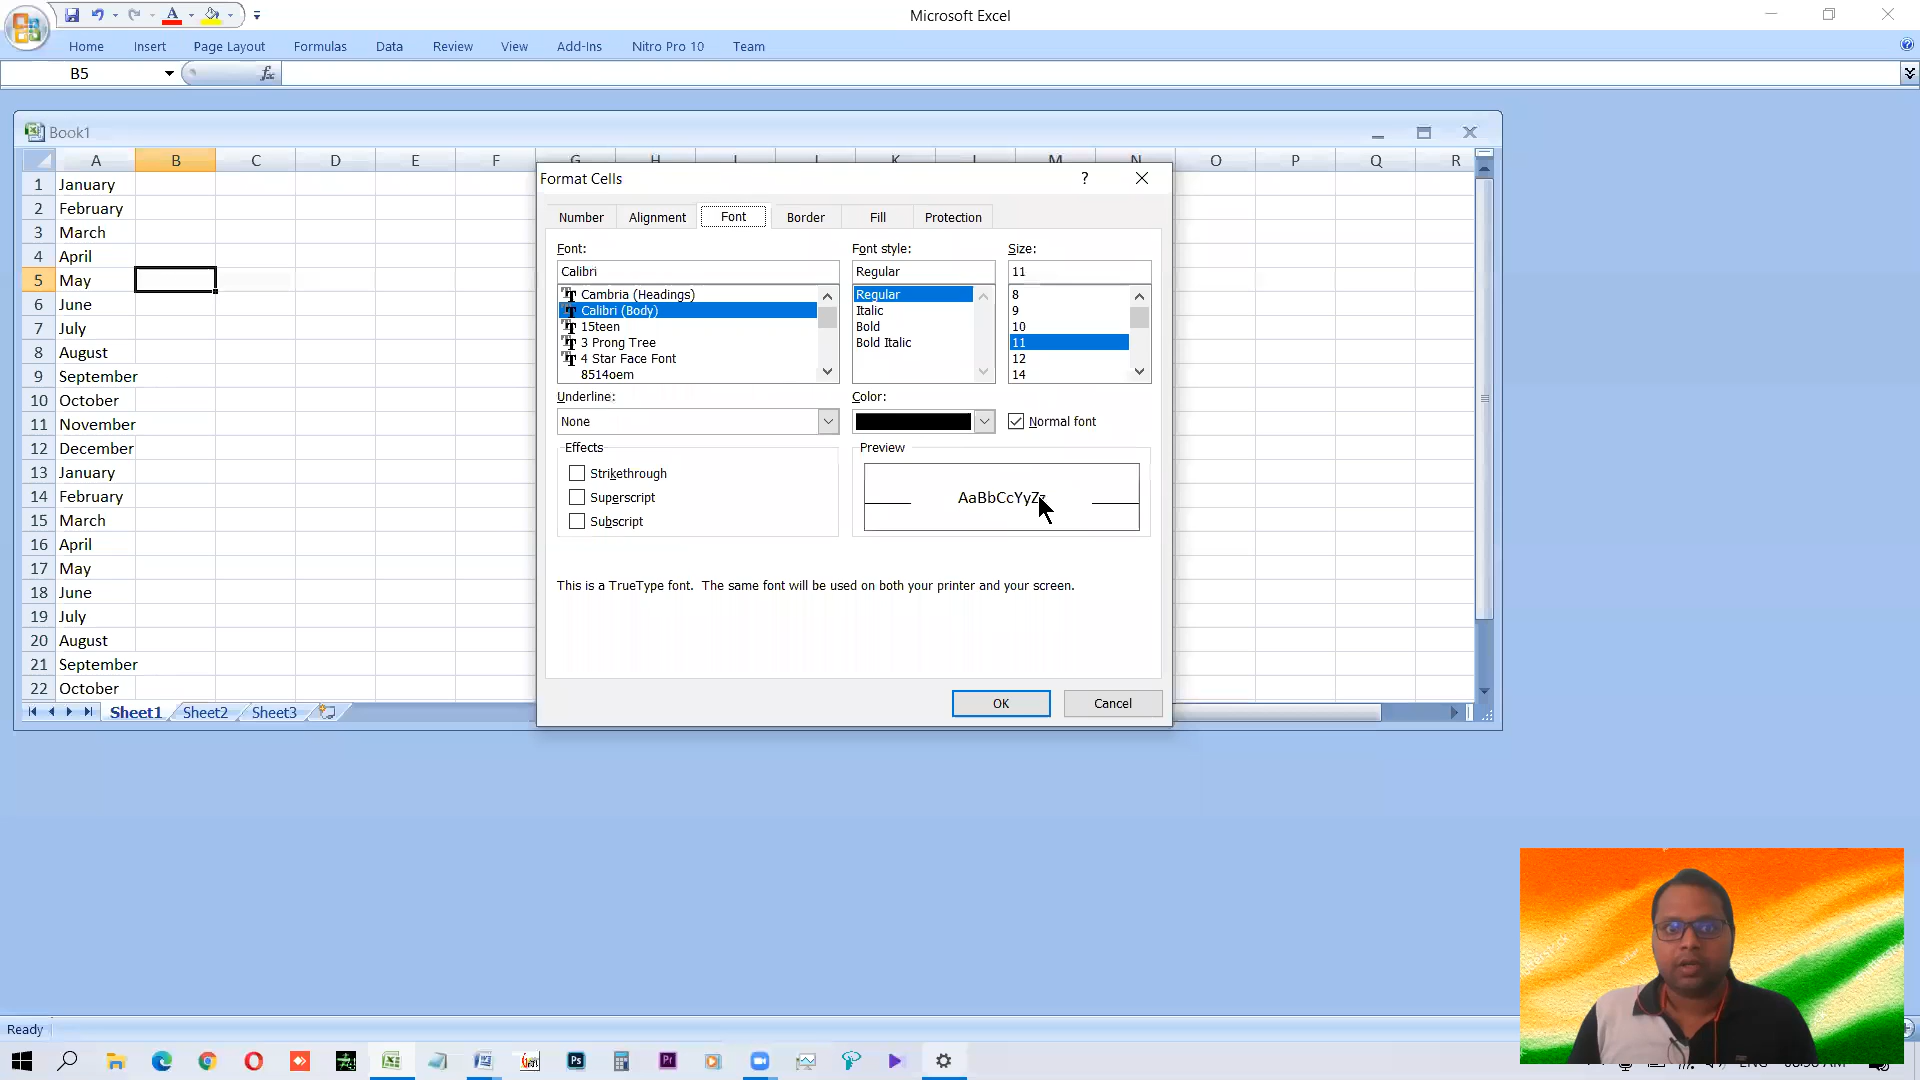 Microsoft Excel
Home Insert Page Layout Formulas Data Review View Add-Ins Nitro Pro 10 Team
B5 fx
Book1
A B C D E F G H I J K L M N O P Q R
Format Cells ?
Number Alignment Font Border Fill Protection
Font: Font style: Size:
Calibri Regular 11
Cambria (Headings) Regular 8
Calibri (Body) Italic 9
15teen Bold 10
3 Prong Tree Bold Italic 11
4 Star Face Font 12
8514oem 14
Underline: Color:
None Normal font
Effects Preview
Strikethrough
Superscript AaBbCcYyZz
Subscript
This is a TrueType font. The same font will be used on both your printer and your screen.
OK Cancel
1 January
2 February
3 March
4 April
5 May
6 June
7 July
8 August
9 September
10 October
11 November
12 December
13 January
14 February
15 March
16 April
17 May
18 June
19 July
20 August
21 September
22 October
Sheet1 Sheet2 Sheet3
Ready